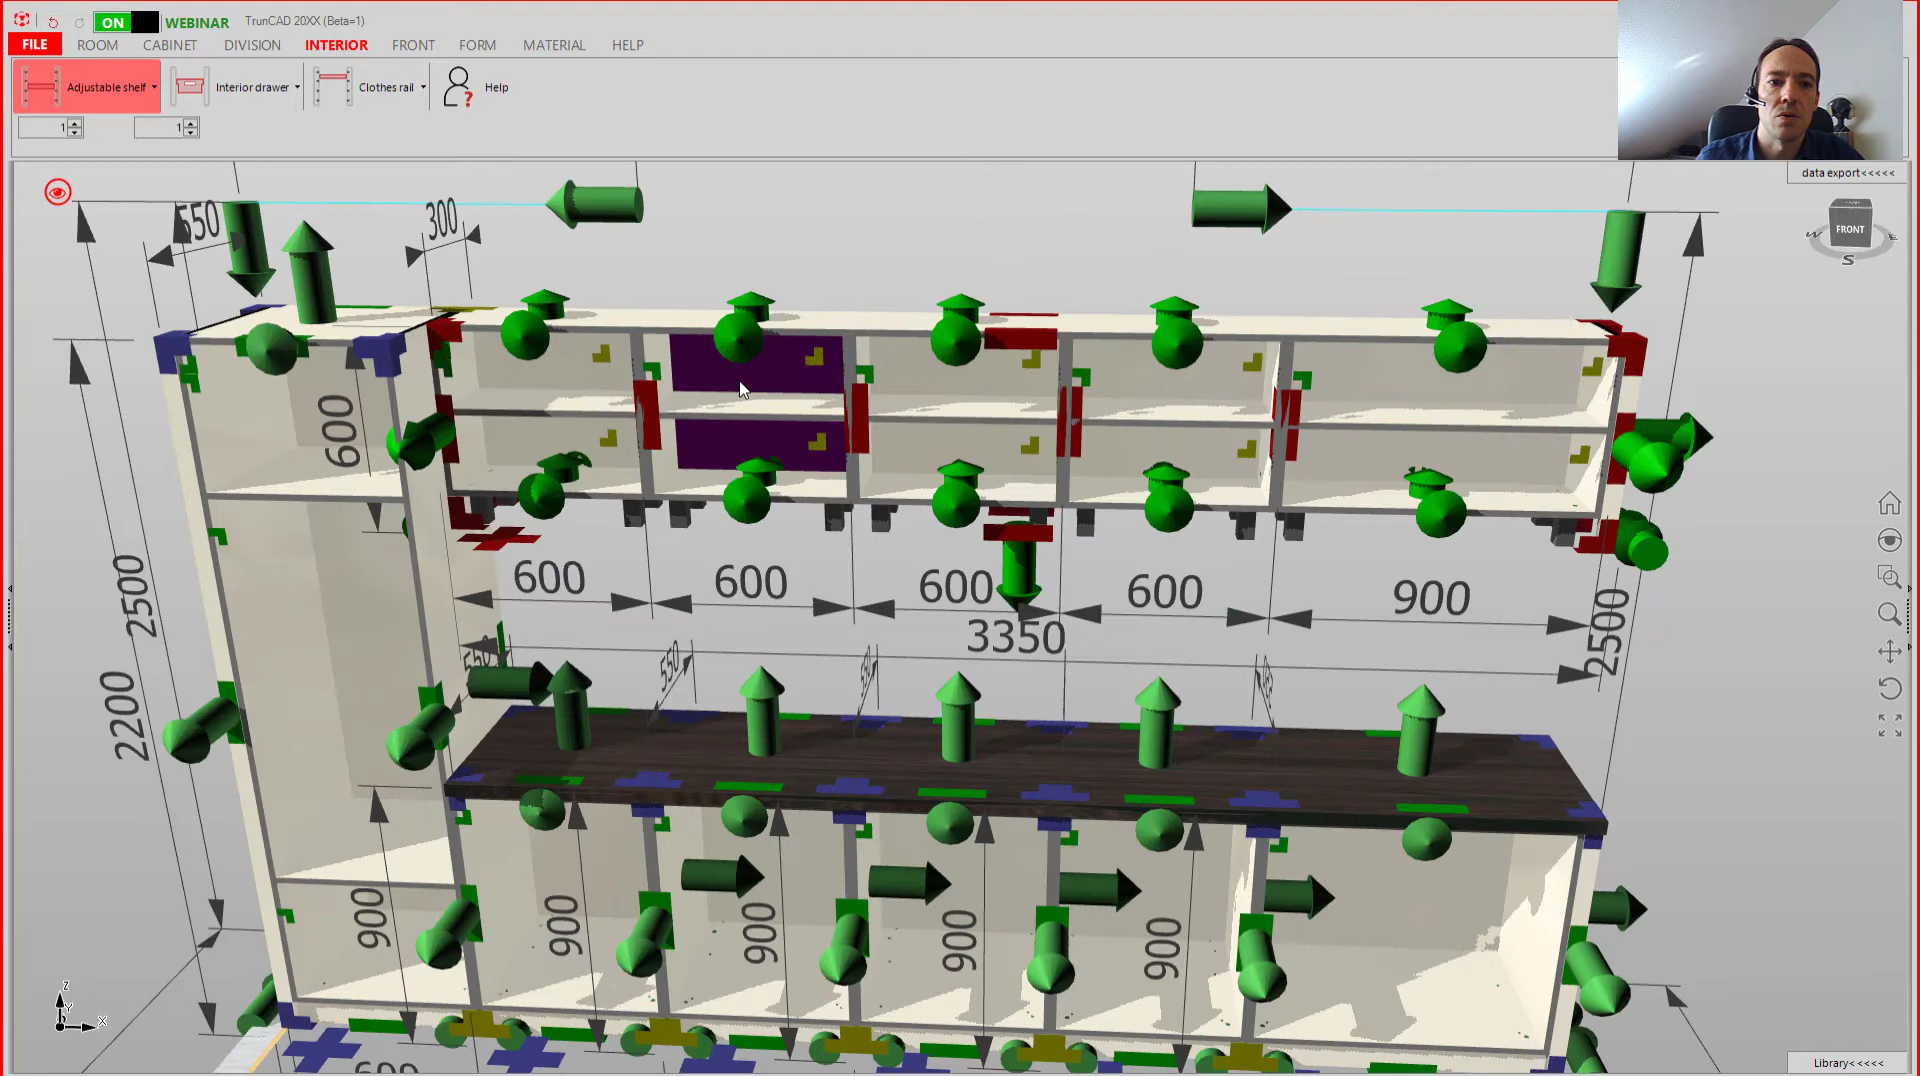 ON WEBINAR TrunCAD 20XX (Beta=1)
FILE ROOM CABINET DIVISION INTERIOR FRONT FORM MATERIAL HELP
Adjustable shelf Interior drawer Clothes rail ? Help
1 1
data export<<<<<
550 300
FRONT
W E
S
600
600 600 600 600 900
3350
2500 2500
550 550
2200
900 900 900 900 900
Z
Y
X
Library<<<<<
600